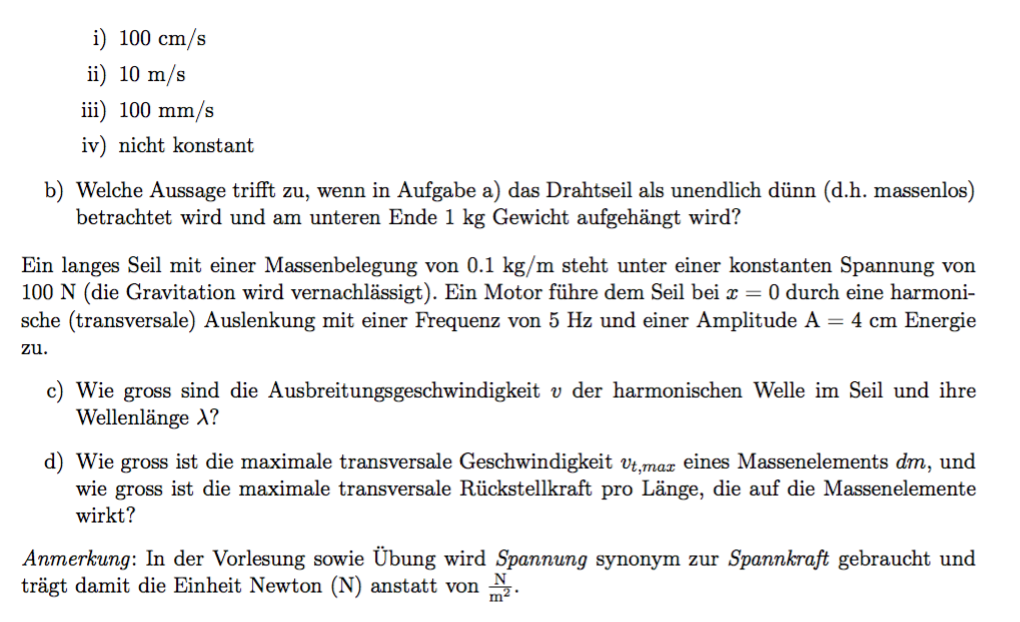 i) 100 cm/s
ii) 10 m/s
iii) 100 mm/s
iv) nicht konstant
b) Welche Aussage trifft zu, wenn in Aufgabe a) das Drahtseil als unendlich dünn (d.h. massenlos)
betrachtet wird und am unteren Ende 1 kg Gewicht aufgehängt wird?
Ein langes Seil mit einer Massenbelegung von 0.1 kg/m steht unter einer konstanten Spannung von
100 N (die Gravitation wird vernachlässigt). Ein Motor führe dem Seil bei x = 0 durch eine harmoni-
sche (transversale) Auslenkung mit einer Frequenz von 5 Hz und einer Amplitude A = 4 cm Energie
zu.
c) Wie gross sind die Ausbreitungsgeschwindigkeit v der harmonischen Welle im Seil und ihre
Wellenlänge λ?
d) Wie gross ist die maximale transversale Geschwindigkeit v_{t,max} eines Massenelements dm, und
wie gross ist die maximale transversale Rückstellkraft pro Länge, die auf die Massenelemente
wirkt?
Anmerkung: In der Vorlesung sowie Übung wird Spannung synonym zur Spannkraft gebraucht und
trägt damit die Einheit Newton (N) anstatt von N/m².